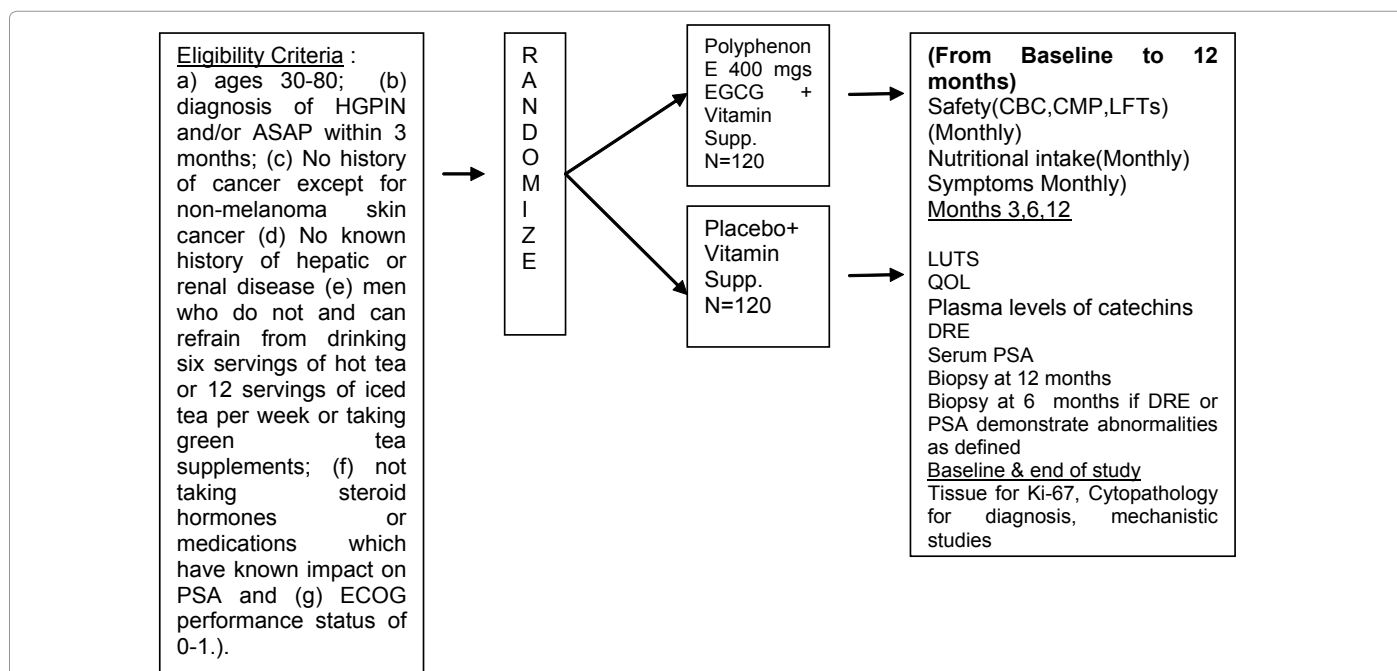 Eligibility Criteria :
a) ages 30-80; (b)
diagnosis of HGPIN
and/or ASAP within 3
months; (c) No history
of cancer except for
non-melanoma skin
cancer (d) No known
history of hepatic or
renal disease (e) men
who do not and can
refrain from drinking
six servings of hot tea
or 12 servings of iced
tea per week or taking
green tea
supplements; (f) not
taking steroid
hormones or
medications which
have known impact on
PSA and (g) ECOG
performance status of
0-1.).
R
A
N
D
O
M
I
Z
E
Polyphenon
E 400 mgs
EGCG +
Vitamin
Supp.
N=120
Placebo+
Vitamin
Supp.
N=120
(From Baseline to 12
months)
Safety(CBC,CMP,LFTs)
(Monthly)
Nutritional intake(Monthly)
Symptoms Monthly)
Months 3,6,12
LUTS
QOL
Plasma levels of catechins
DRE
Serum PSA
Biopsy at 12 months
Biopsy at 6 months if DRE or
PSA demonstrate abnormalities
as defined
Baseline & end of study
Tissue for Ki-67, Cytopathology
for diagnosis, mechanistic
studies